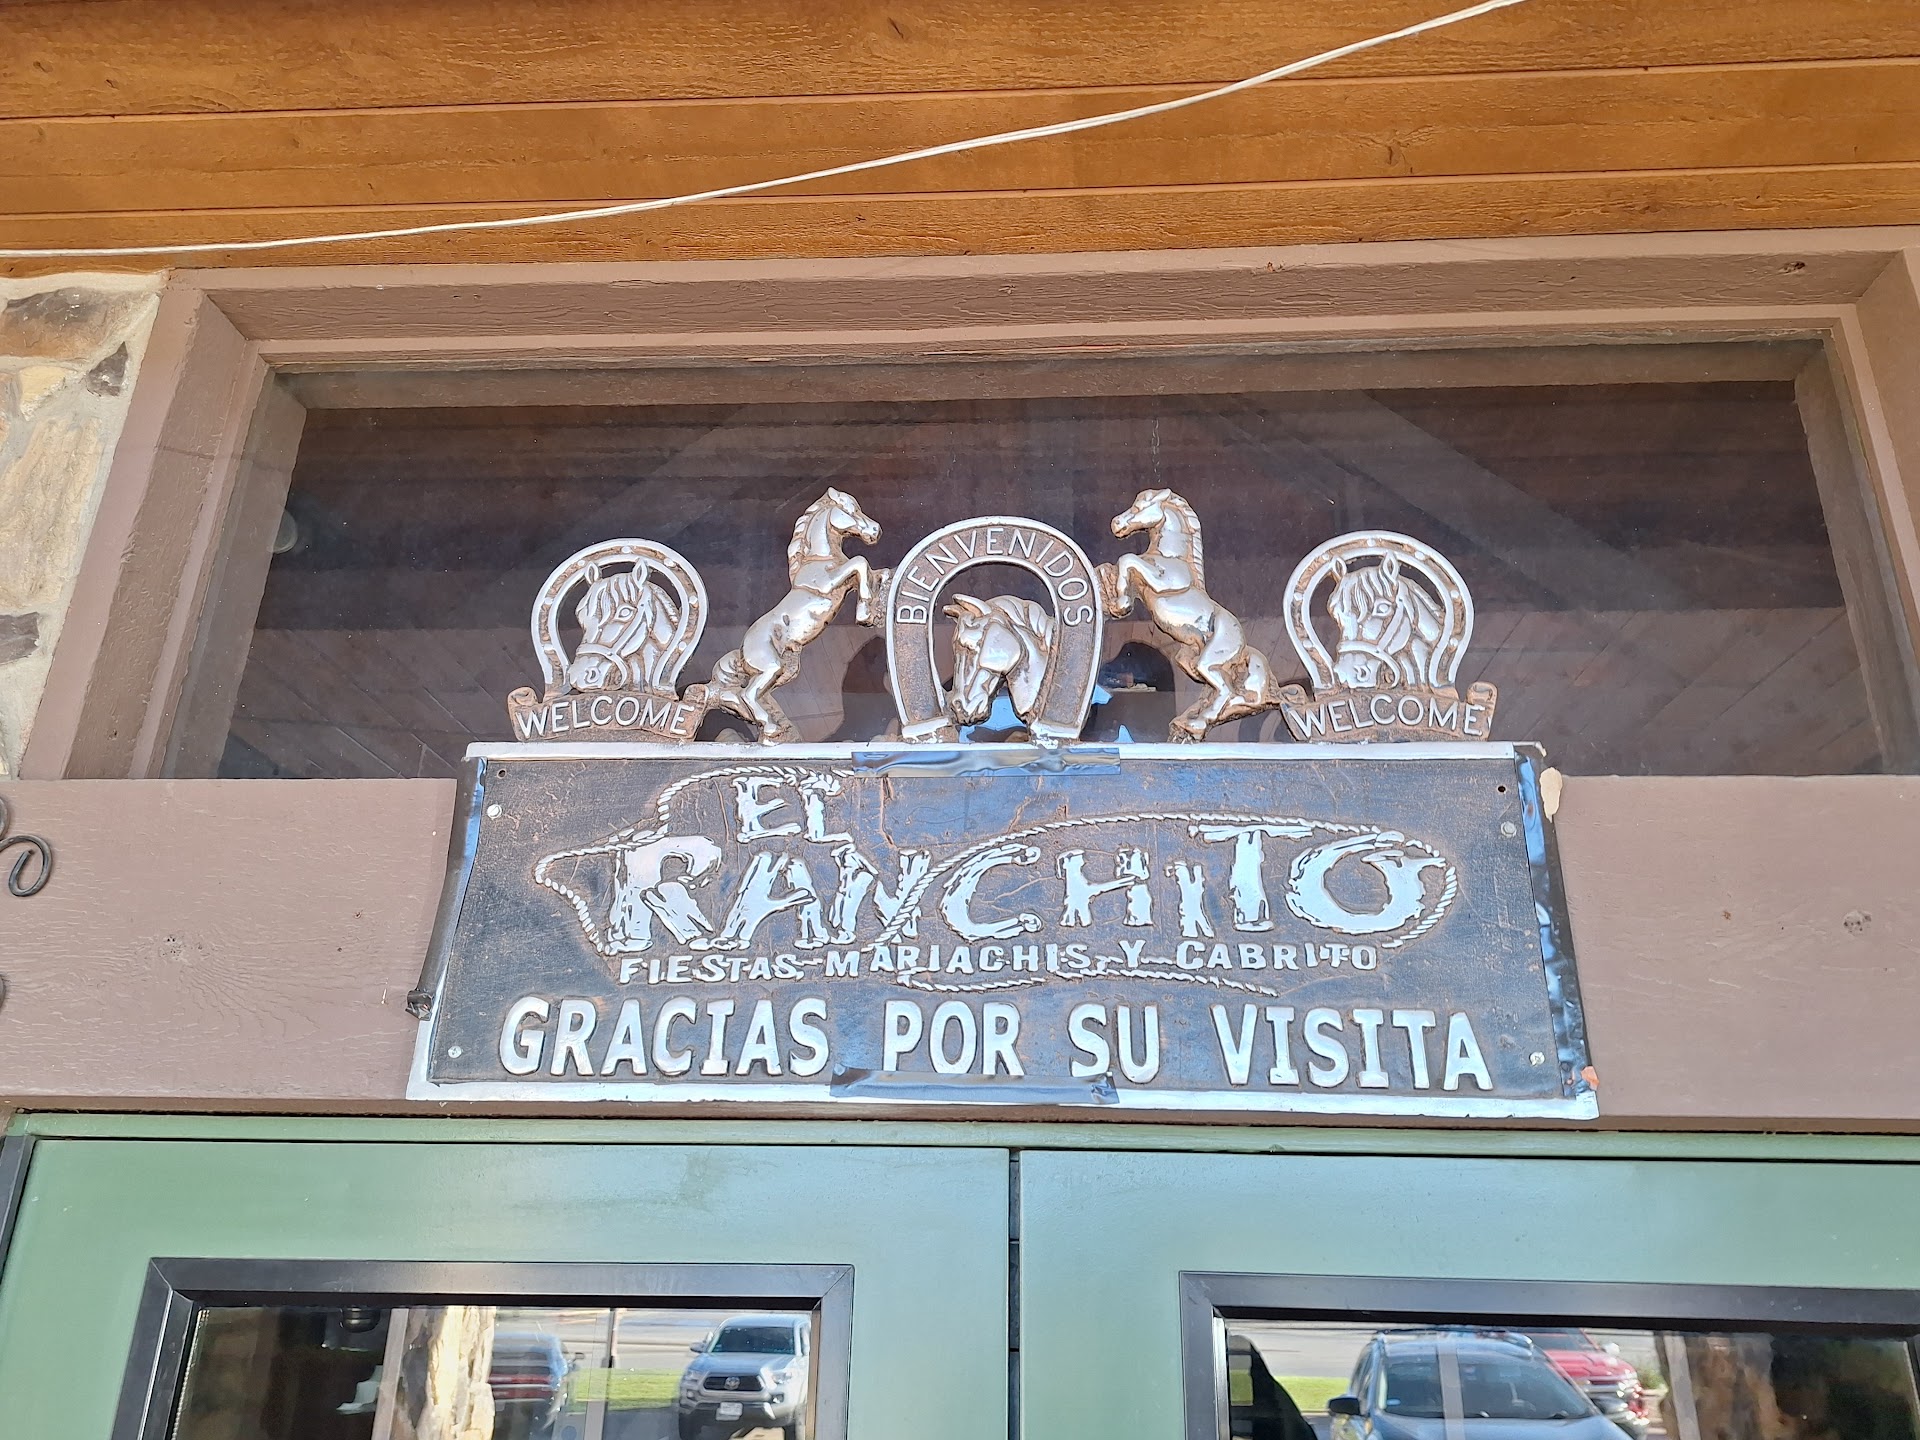 BIENVENIDOS
WELCOME
WELCOME
EL
RANCHITO
FIESTAS MARIACHIS Y CABRITO
GRACIAS POR SU VISITA